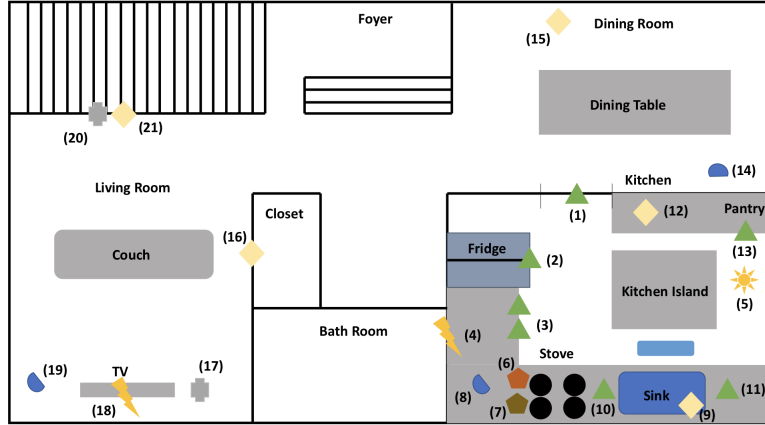 Foyer
Dining Room
(15)
Dining Table
(20)
(21)
Living Room
Kitchen
(14)
Closet
(1)
(12)
Pantry
(16)
Couch
Fridge
(2)
(13)
Kitchen Island
(5)
Bath Room
(4)
(3)
Stove
(19)
TV
(17)
(6)
(18)
(8)
(7)
(10)
Sink
(9)
(11)